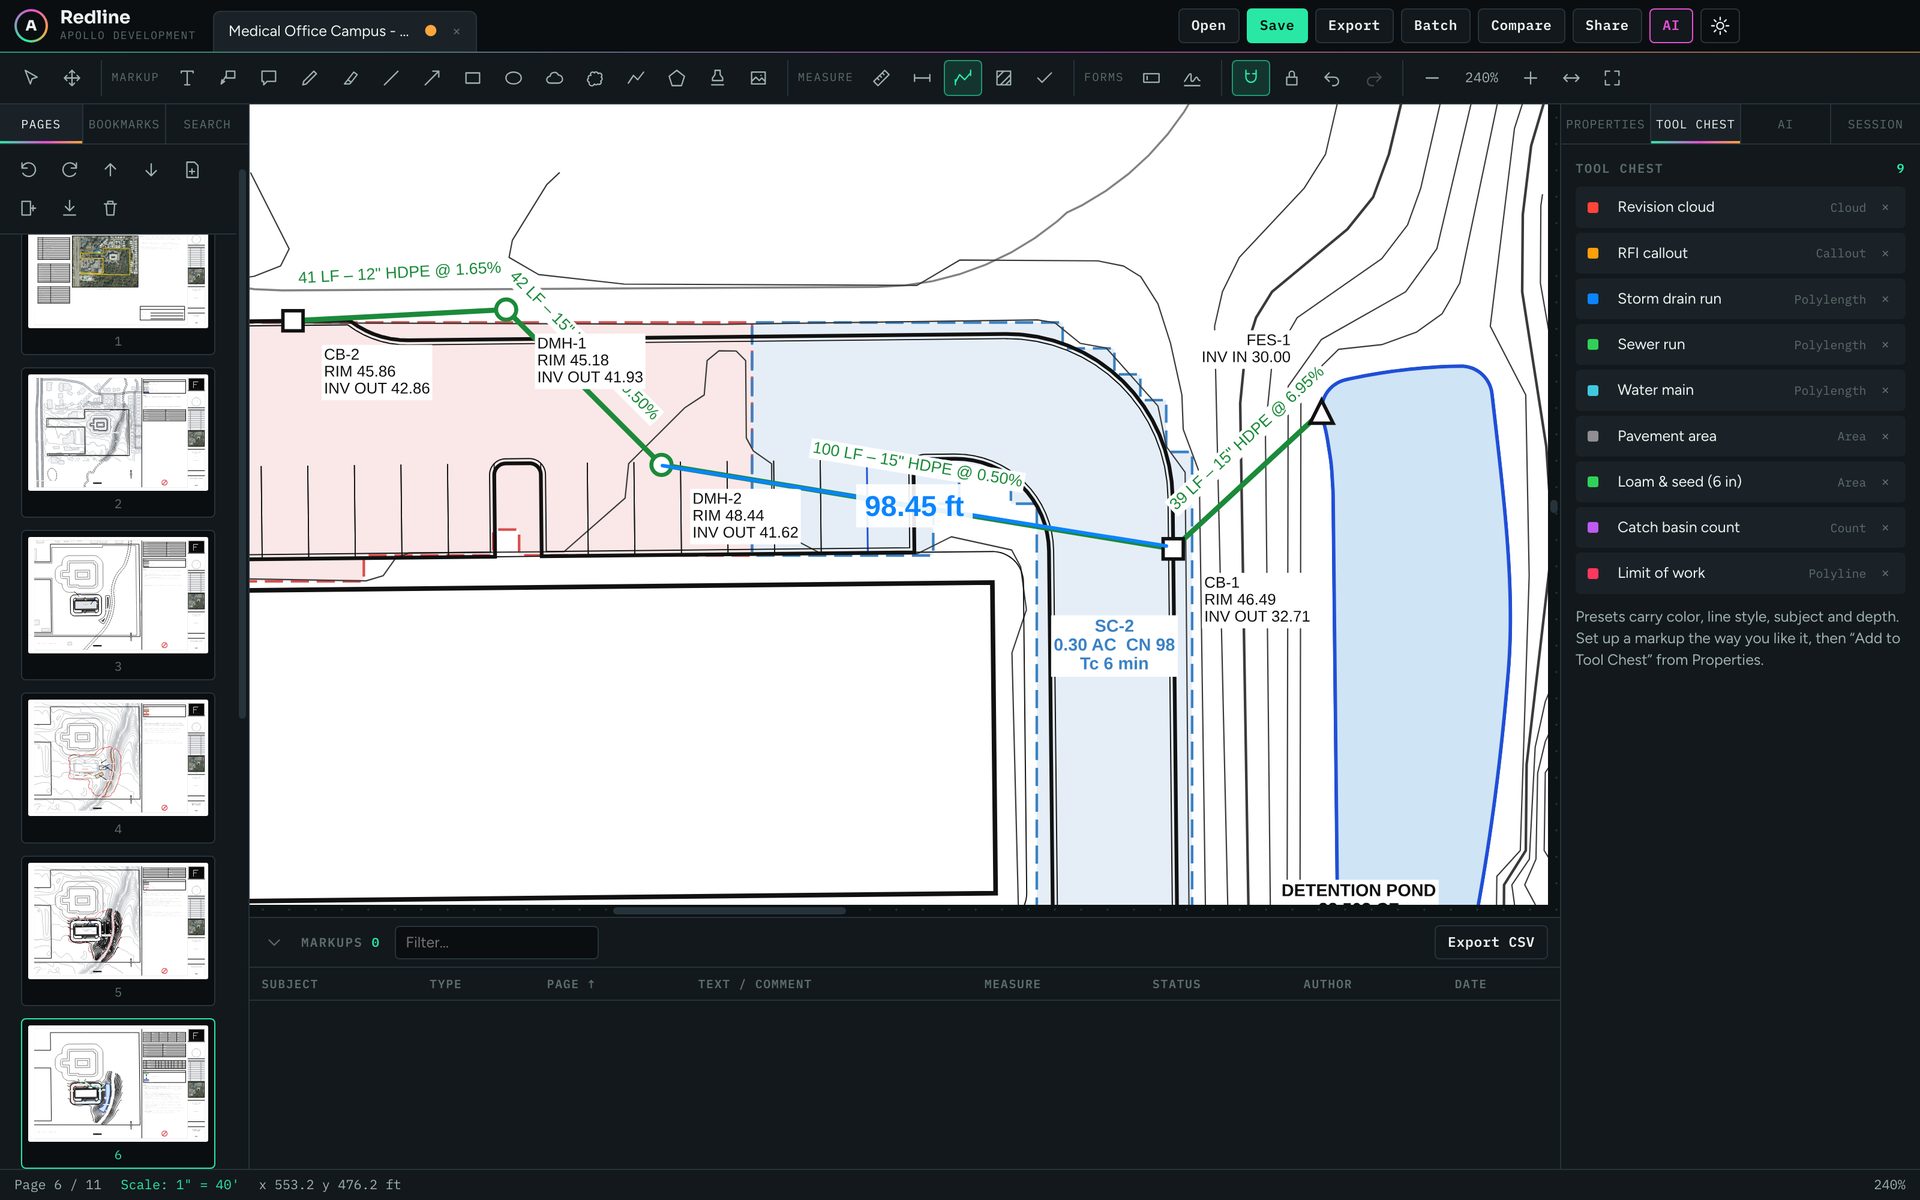 A
Redline
APOLLO DEVELOPMENT
Medical Office Campus - ...
×
Open
Save
Export
Batch
Compare
Share
AI
MARKUP
T
MEASURE
FORMS
240%
PAGES
BOOKMARKS
SEARCH
1
2
3
4
5
6
41 LF – 12" HDPE @ 1.65%
42 LF – 15"
.50%
CB-2
RIM 45.86
INV OUT 42.86
DMH-1
RIM 45.18
INV OUT 41.93
DMH-2
RIM 48.44
INV OUT 41.62
100 LF – 15" HDPE @ 0.50%
98.45 ft
39 LF – 15" HDPE @ 6.95%
FES-1
INV IN 30.00
CB-1
RIM 46.49
INV OUT 32.71
SC-2
0.30 AC CN 98
Tc 6 min
DETENTION POND
MARKUPS 0
Filter...
Export CSV
SUBJECT
TYPE
PAGE ↑
TEXT / COMMENT
MEASURE
STATUS
AUTHOR
DATE
PROPERTIES
TOOL CHEST
AI
SESSION
TOOL CHEST
9
Revision cloud Cloud ×
RFI callout Callout ×
Storm drain run Polylength ×
Sewer run Polylength ×
Water main Polylength ×
Pavement area Area ×
Loam & seed (6 in) Area ×
Catch basin count Count ×
Limit of work Polyline ×
Presets carry color, line style, subject and depth.
Set up a markup the way you like it, then “Add to
Tool Chest” from Properties.
Page 6 / 11
Scale: 1" = 40'
x 553.2 y 476.2 ft
240%